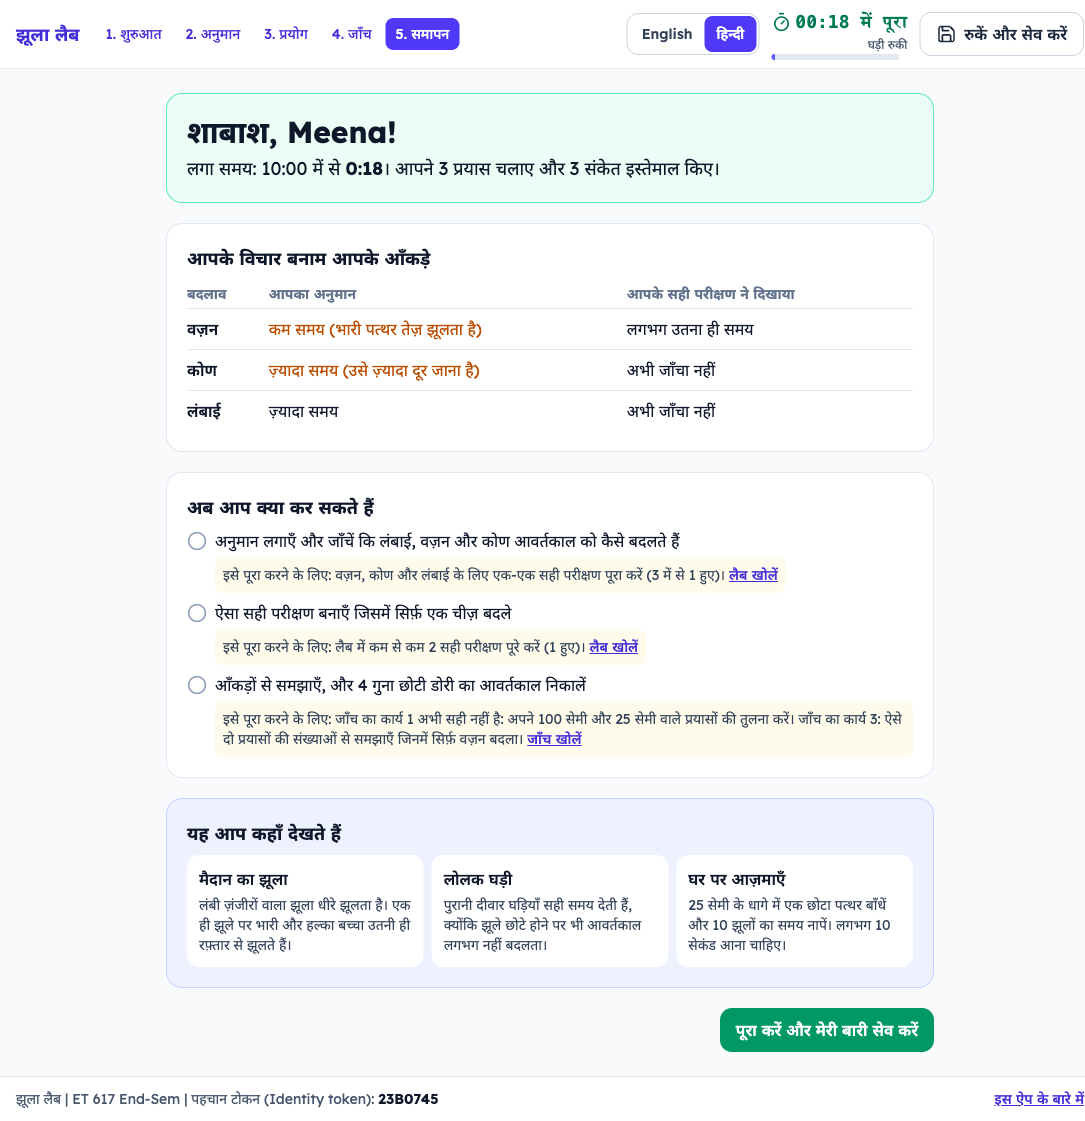 झूला लैब
1. शुरुआत
2. अनुमान
3. प्रयोग
4. जाँच
5. समापन
English
हिन्दी
00:18 में पूरा
घड़ी रुकी
रुकें और सेव करें
शाबाश, Meena!
लगा समय: 10:00 में से 0:18। आपने 3 प्रयास चलाए और 3 संकेत इस्तेमाल किए।
आपके विचार बनाम आपके आँकड़े
बदलाव आपका अनुमान आपके सही परीक्षण ने दिखाया
वज़न कम समय (भारी पत्थर तेज़ झूलता है) लगभग उतना ही समय
कोण ज़्यादा समय (उसे ज़्यादा दूर जाना है) अभी जाँचा नहीं
लंबाई ज़्यादा समय अभी जाँचा नहीं
अब आप क्या कर सकते हैं
अनुमान लगाएँ और जाँचें कि लंबाई, वज़न और कोण आवर्तकाल को कैसे बदलते हैं
इसे पूरा करने के लिए: वज़न, कोण और लंबाई के लिए एक-एक सही परीक्षण पूरा करें (3 में से 1 हुए)। लैब खोलें
ऐसा सही परीक्षण बनाएँ जिसमें सिर्फ़ एक चीज़ बदले
इसे पूरा करने के लिए: लैब में कम से कम 2 सही परीक्षण पूरे करें (1 हुए)। लैब खोलें
आँकड़ों से समझाएँ, और 4 गुना छोटी डोरी का आवर्तकाल निकालें
इसे पूरा करने के लिए: जाँच का कार्य 1 अभी सही नहीं है: अपने 100 सेमी और 25 सेमी वाले प्रयासों की तुलना करें। जाँच का कार्य 3: ऐसे
दो प्रयासों की संख्याओं से समझाएँ जिनमें सिर्फ़ वज़न बदला। जाँच खोलें
यह आप कहाँ देखते हैं
मैदान का झूला
लंबी ज़ंजीरों वाला झूला धीरे झूलता है। एक
ही झूले पर भारी और हल्का बच्चा उतनी ही
रफ़्तार से झूलते हैं।
लोलक घड़ी
पुरानी दीवार घड़ियाँ सही समय देती हैं,
क्योंकि झूले छोटे होने पर भी आवर्तकाल
लगभग नहीं बदलता।
घर पर आज़माएँ
25 सेमी के धागे में एक छोटा पत्थर बाँधें
और 10 झूलों का समय नापें। लगभग 10
सेकंड आना चाहिए।
पूरा करें और मेरी बारी सेव करें
झूला लैब | ET 617 End-Sem | पहचान टोकन (Identity token): 23B0745
इस ऐप के बारे में